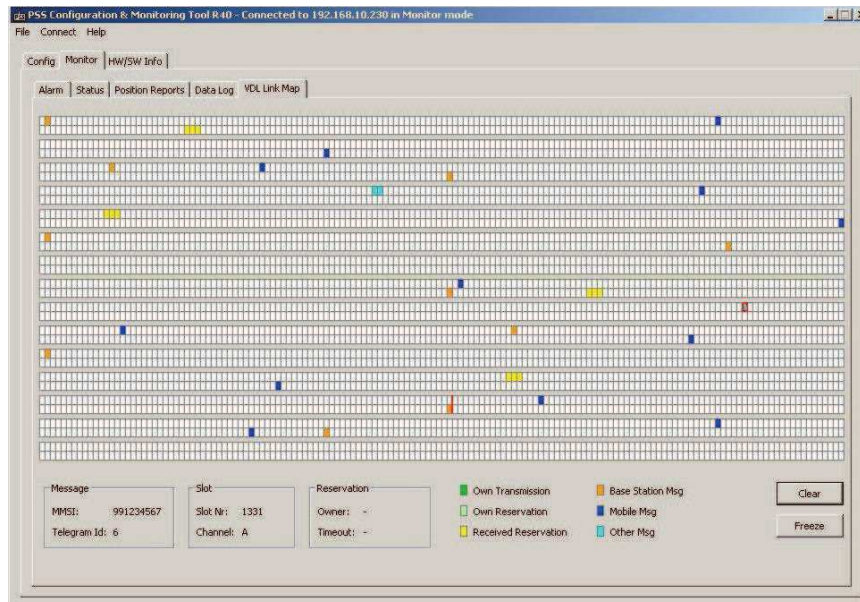 PSS Configuration & Monitoring Tool R40 - Connected to 192.168.10.230 in Monitor mode
File Connect Help
Config Monitor HW/SW Info
Alarm Status Position Reports Data Log VDL Link Map
Message
MMSI: 991234567
Telegram Id: 6
Slot
Slot Nr: 1331
Channel: A
Reservation
Owner: -
Timeout: -
Own Transmission
Own Reservation
Received Reservation
Base Station Msg
Mobile Msg
Other Msg
Clear
Freeze